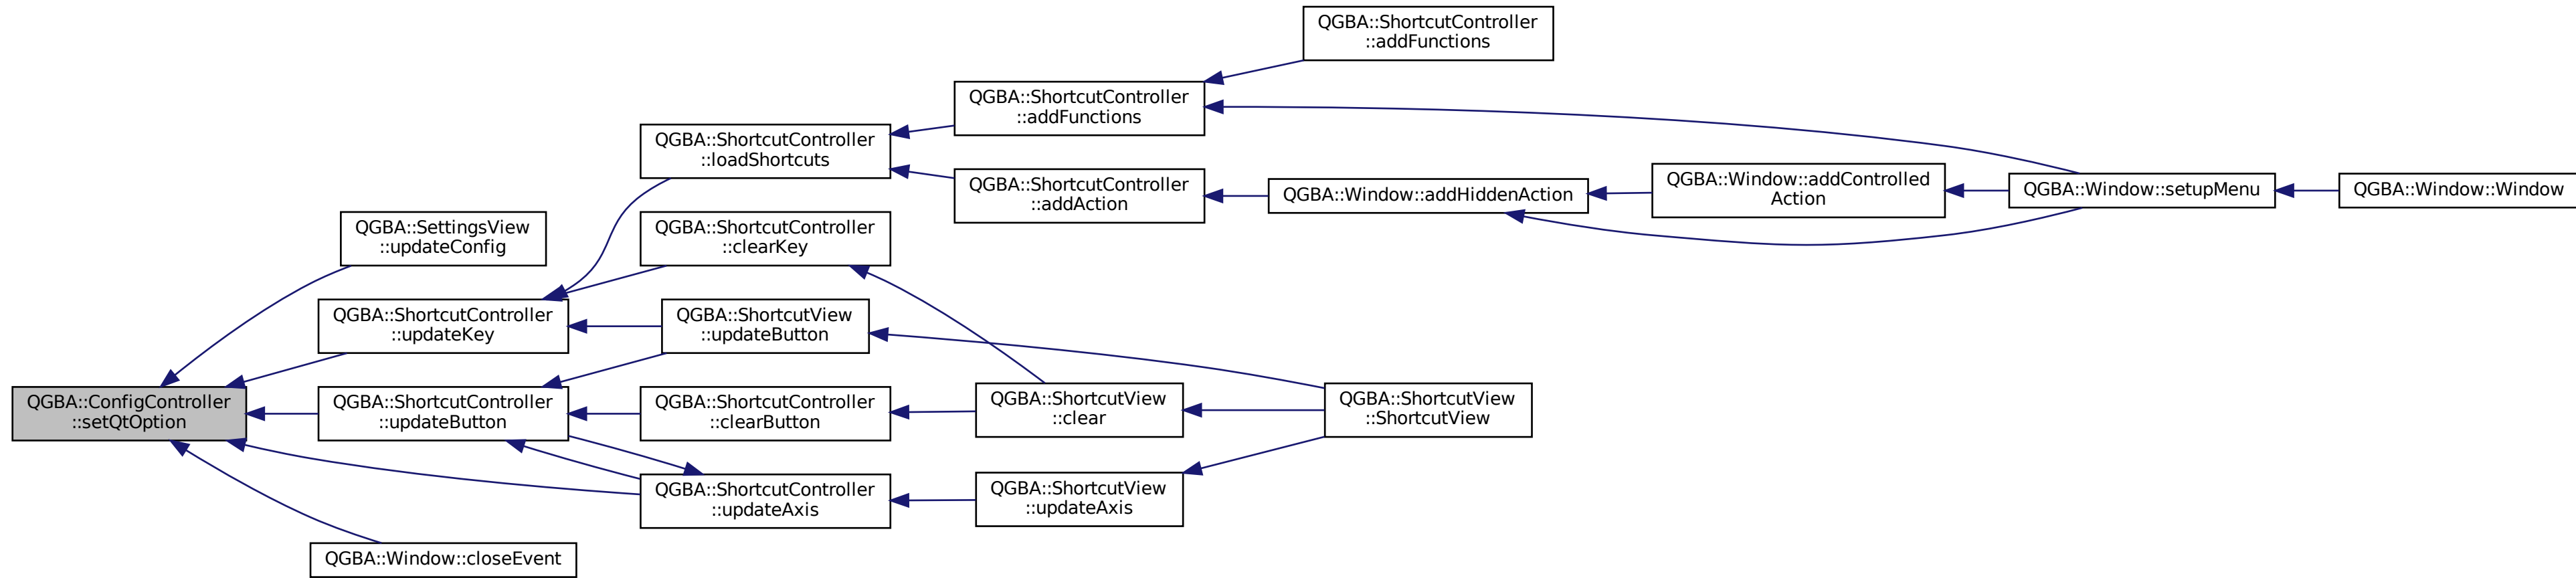 QGBA::ShortcutController
::addFunctions
QGBA::ShortcutController
::addFunctions
QGBA::ShortcutController
::loadShortcuts
QGBA::ShortcutController
::addAction
QGBA::Window::addHiddenAction
QGBA::Window::addControlled
Action
QGBA::Window::setupMenu
QGBA::Window::Window
QGBA::SettingsView
::updateConfig
QGBA::ShortcutController
::clearKey
QGBA::ShortcutController
::updateKey
QGBA::ShortcutView
::updateButton
QGBA::ConfigController
::setQtOption
QGBA::ShortcutController
::updateButton
QGBA::ShortcutController
::clearButton
QGBA::ShortcutView
::clear
QGBA::ShortcutView
::ShortcutView
QGBA::ShortcutController
::updateAxis
QGBA::ShortcutView
::updateAxis
QGBA::Window::closeEvent